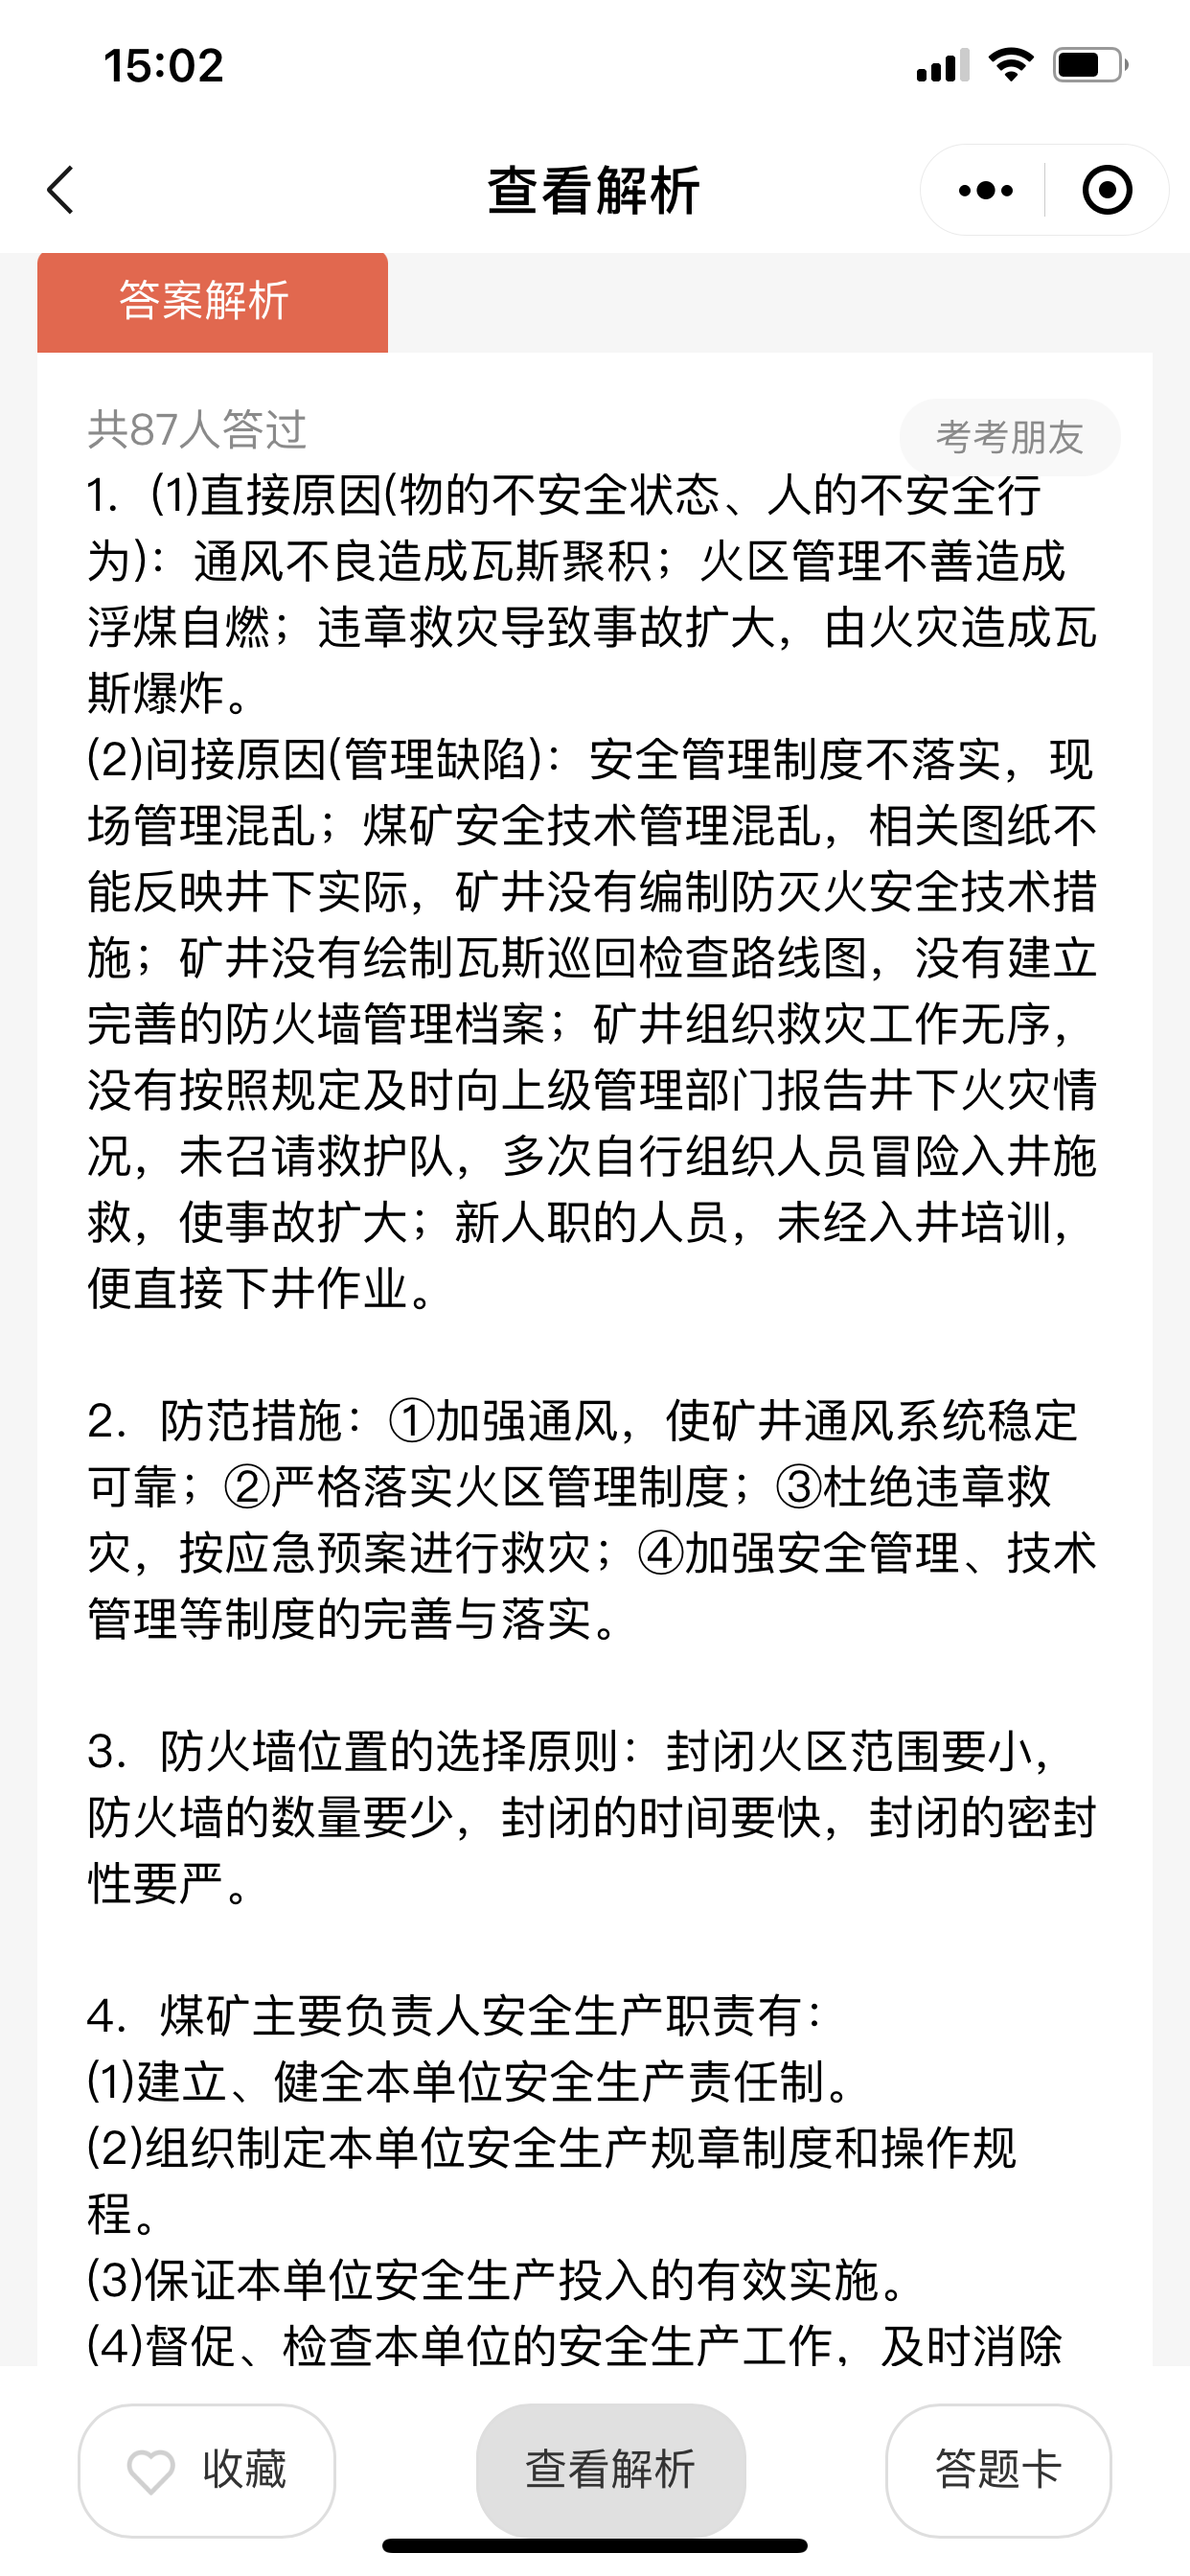 15:02
查看解析
答案解析
共87人答过
考考朋友
1. (1)直接原因(物的不安全状态、人的不安全行
为)：通风不良造成瓦斯聚积；火区管理不善造成
浮煤自燃；违章救灾导致事故扩大，由火灾造成瓦
斯爆炸。
(2)间接原因(管理缺陷)：安全管理制度不落实，现
场管理混乱；煤矿安全技术管理混乱，相关图纸不
能反映井下实际，矿井没有编制防灭火安全技术措
施；矿井没有绘制瓦斯巡回检查路线图，没有建立
完善的防火墙管理档案；矿井组织救灾工作无序，
没有按照规定及时向上级管理部门报告井下火灾情
况，未召请救护队，多次自行组织人员冒险入井施
救，使事故扩大；新人职的人员，未经入井培训，
便直接下井作业。
2. 防范措施：①加强通风，使矿井通风系统稳定
可靠；②严格落实火区管理制度；③杜绝违章救
灾，按应急预案进行救灾；④加强安全管理、技术
管理等制度的完善与落实。
3. 防火墙位置的选择原则：封闭火区范围要小，
防火墙的数量要少，封闭的时间要快，封闭的密封
性要严。
4. 煤矿主要负责人安全生产职责有：
(1)建立、健全本单位安全生产责任制。
(2)组织制定本单位安全生产规章制度和操作规
程。
(3)保证本单位安全生产投入的有效实施。
(4)督促、检查本单位的安全生产工作，及时消除
收藏
查看解析
答题卡